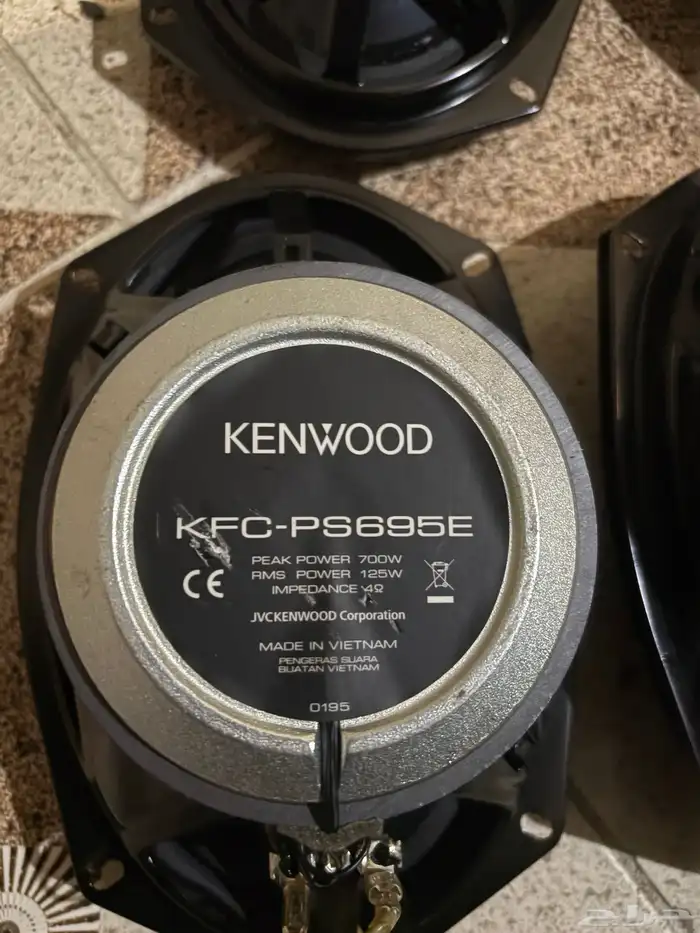 KENWOOD
KFC-PS695E
PEAK POWER 700W
RMS POWER 125W
IMPEDANCE 4Ω
CE
JVCKENWOOD Corporation
MADE IN VIETNAM
PENGERAS SUARA
BUATAN VIETNAM
0195
حراج